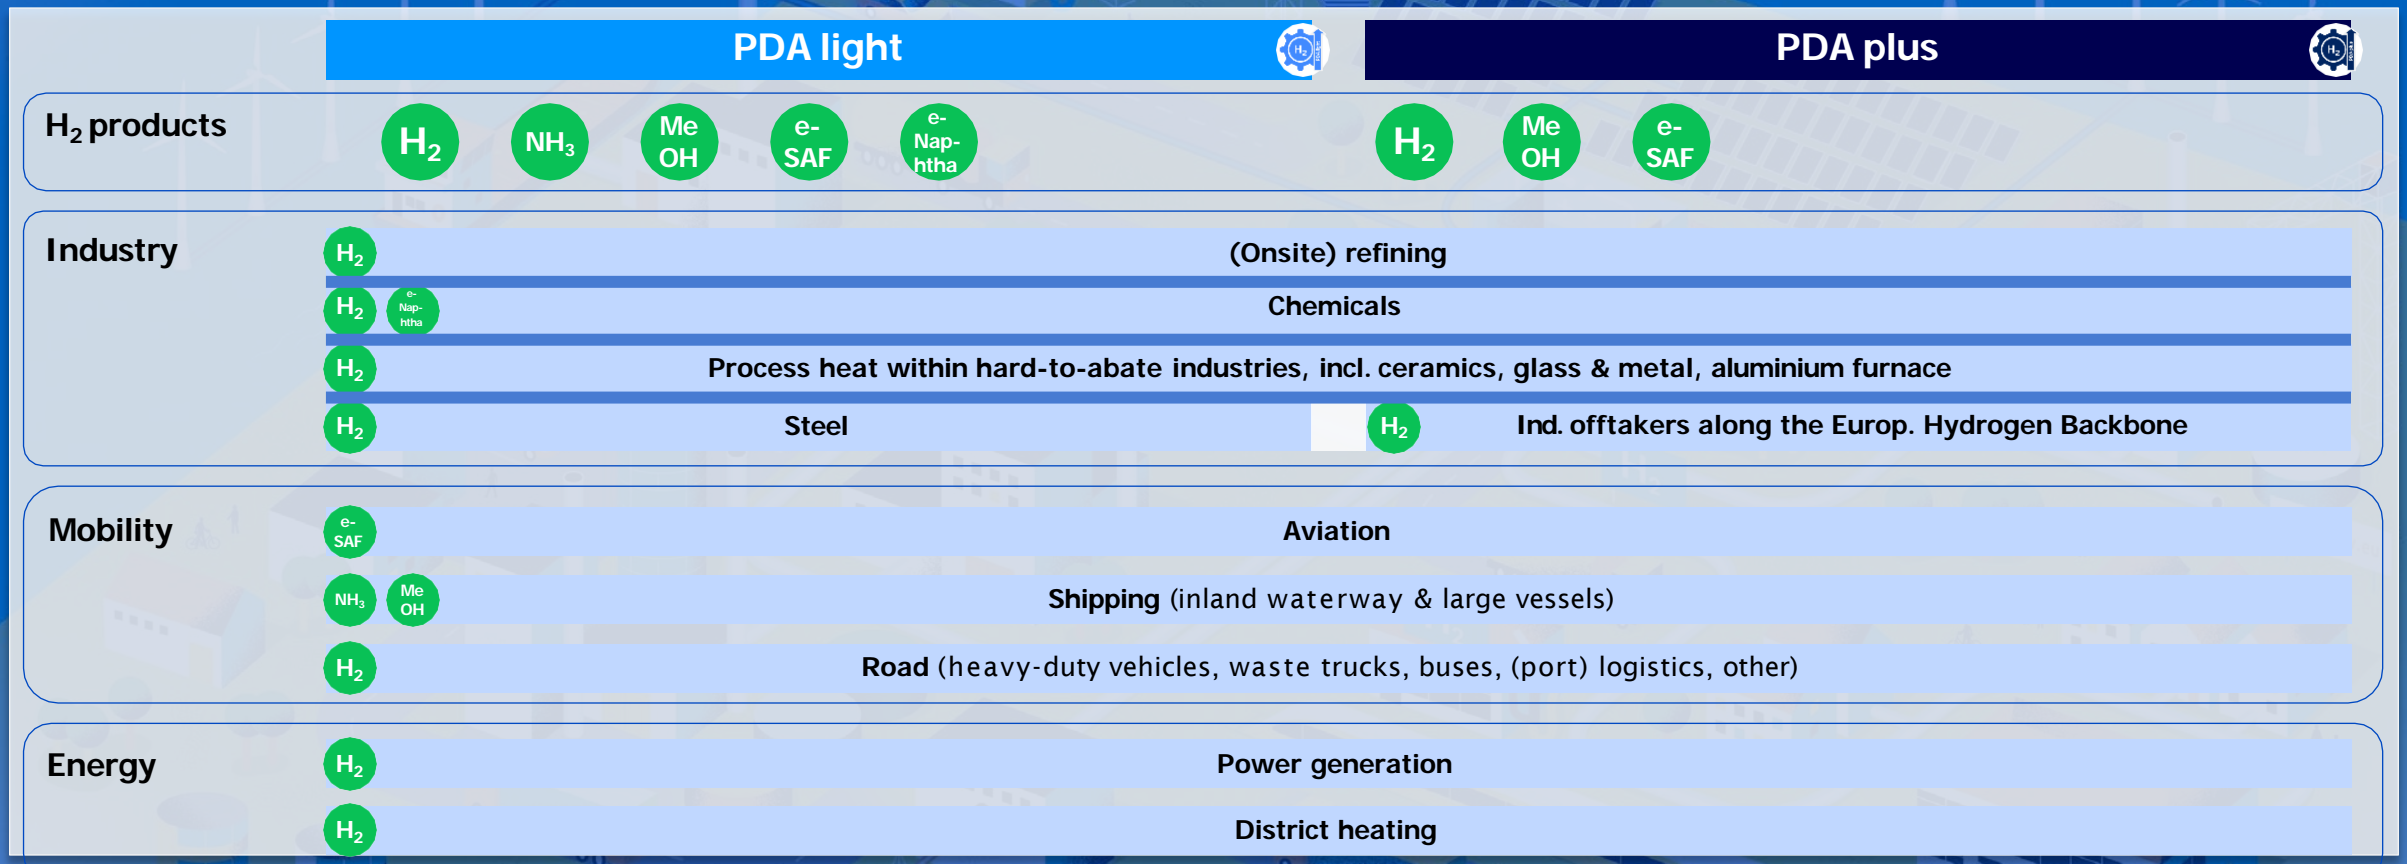 PDA light
H₂
PDA plus
H₂
H₂ products
H₂
NH₃
Me
OH
e-
SAF
e-
Nap-
htha
H₂
Me
OH
e-
SAF
Industry
H₂
(Onsite) refining
H₂
e-
Nap-
htha
Chemicals
H₂
Process heat within hard-to-abate industries, incl. ceramics, glass & metal, aluminium furnace
H₂
Steel
H₂
Ind. offtakers along the Europ. Hydrogen Backbone
Mobility
e-
SAF
Aviation
NH₃
Me
OH
Shipping (inland waterway & large vessels)
H₂
Road (heavy-duty vehicles, waste trucks, buses, (port) logistics, other)
Energy
H₂
Power generation
H₂
District heating